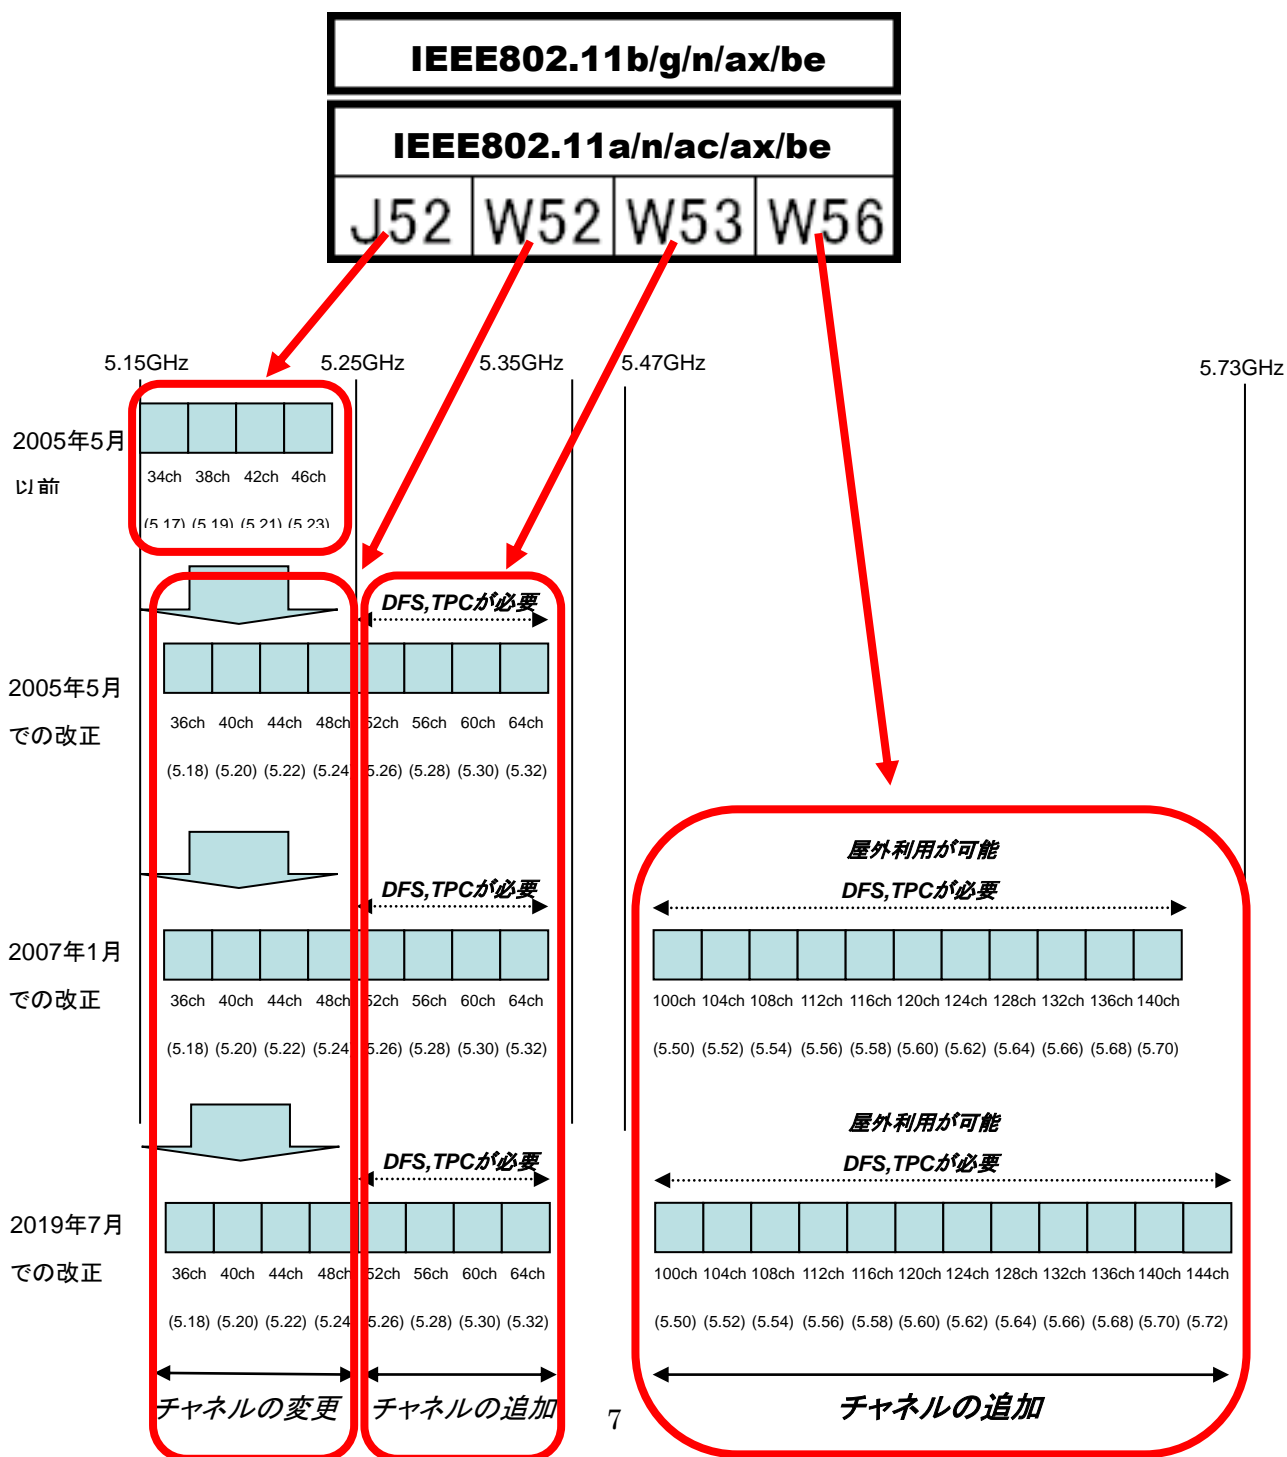 IEEE802.11b/g/n/ax/be
IEEE802.11a/n/ac/ax/be
J52 W52 W53 W56
5.15GHz 5.25GHz 5.35GHz 5.47GHz 5.73GHz
2005年5月
以前
34ch 38ch 42ch 46ch
(5.17) (5.19) (5.21) (5.23)
DFS,TPCが必要
2005年5月
での改正
36ch 40ch 44ch 48ch 52ch 56ch 60ch 64ch
(5.18) (5.20) (5.22) (5.24) (5.26) (5.28) (5.30) (5.32)
屋外利用が可能
DFS,TPCが必要 DFS,TPCが必要
2007年1月
での改正
36ch 40ch 44ch 48ch 52ch 56ch 60ch 64ch 100ch 104ch 108ch 112ch 116ch 120ch 124ch 128ch 132ch 136ch 140ch
(5.18) (5.20) (5.22) (5.24) (5.26) (5.28) (5.30) (5.32) (5.50) (5.52) (5.54) (5.56) (5.58) (5.60) (5.62) (5.64) (5.66) (5.68) (5.70)
屋外利用が可能
DFS,TPCが必要 DFS,TPCが必要
2019年7月
での改正
36ch 40ch 44ch 48ch 52ch 56ch 60ch 64ch 100ch 104ch 108ch 112ch 116ch 120ch 124ch 128ch 132ch 136ch 140ch 144ch
(5.18) (5.20) (5.22) (5.24) (5.26) (5.28) (5.30) (5.32) (5.50) (5.52) (5.54) (5.56) (5.58) (5.60) (5.62) (5.64) (5.66) (5.68) (5.70) (5.72)
チャネルの変更 チャネルの追加 チャネルの追加
7